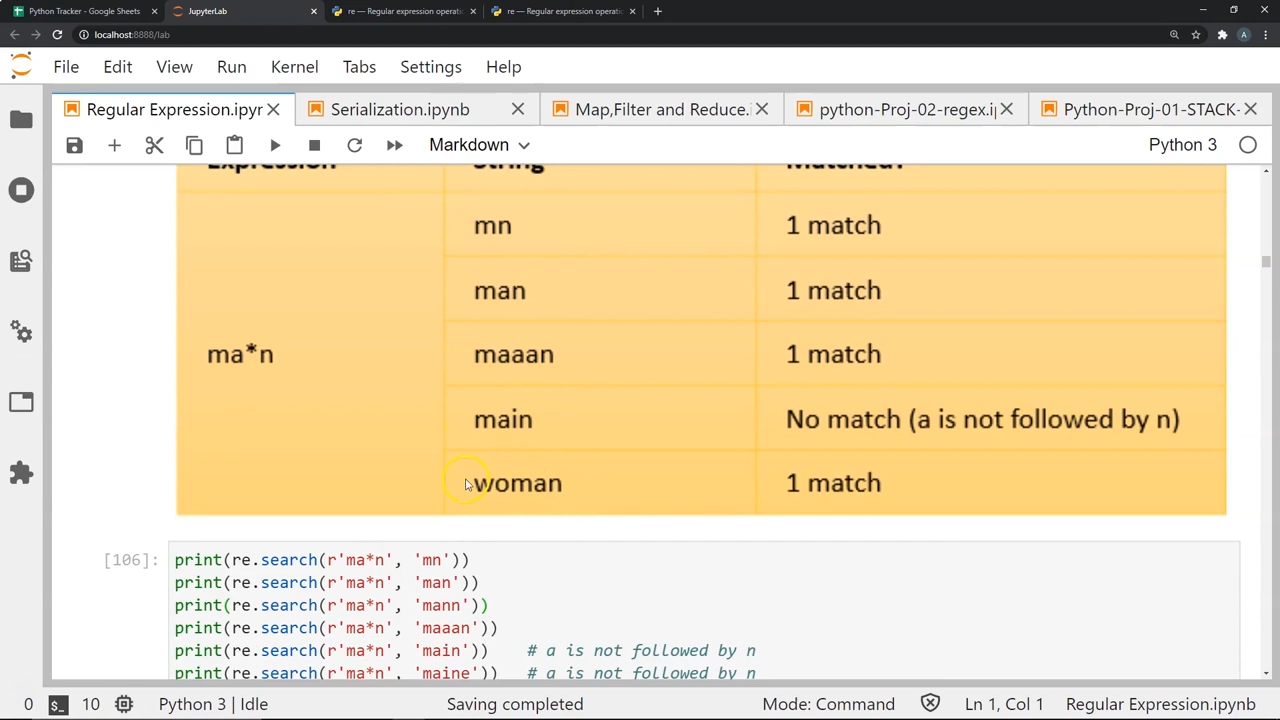 Python Tracker - Google Sheets
JupyterLab
re — Regular expression operati
re — Regular expression operati
localhost:8888/lab
A
File Edit View Run Kernel Tabs Settings Help
Regular Expression.ipyr
Serialization.ipynb
Map,Filter and Reduce.i
python-Proj-02-regex.ip
Python-Proj-01-STACK-
Markdown
Python 3
Expression String Matched?
mn 1 match
man 1 match
ma*n maaan 1 match
main No match (a is not followed by n)
woman 1 match
[106]: print(re.search(r'ma*n', 'mn'))
print(re.search(r'ma*n', 'man'))
print(re.search(r'ma*n', 'mann'))
print(re.search(r'ma*n', 'maaan'))
print(re.search(r'ma*n', 'main')) # a is not followed by n
print(re.search(r'ma*n', 'maine')) # a is not followed by n
0 $_ 10 Python 3 | Idle Saving completed Mode: Command Ln 1, Col 1 Regular Expression.ipynb